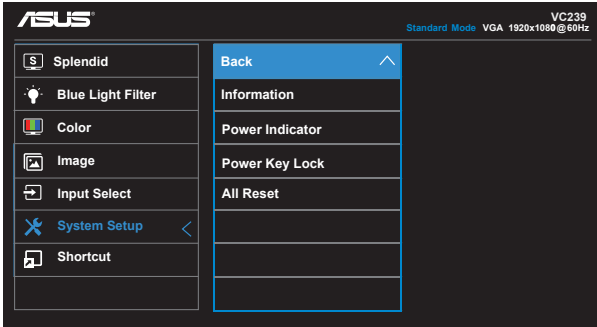 ASUS
VC239
Standard Mode VGA 1920x1080@60Hz
S Splendid
Blue Light Filter
Color
Image
Input Select
System Setup
Shortcut
Back
Information
Power Indicator
Power Key Lock
All Reset